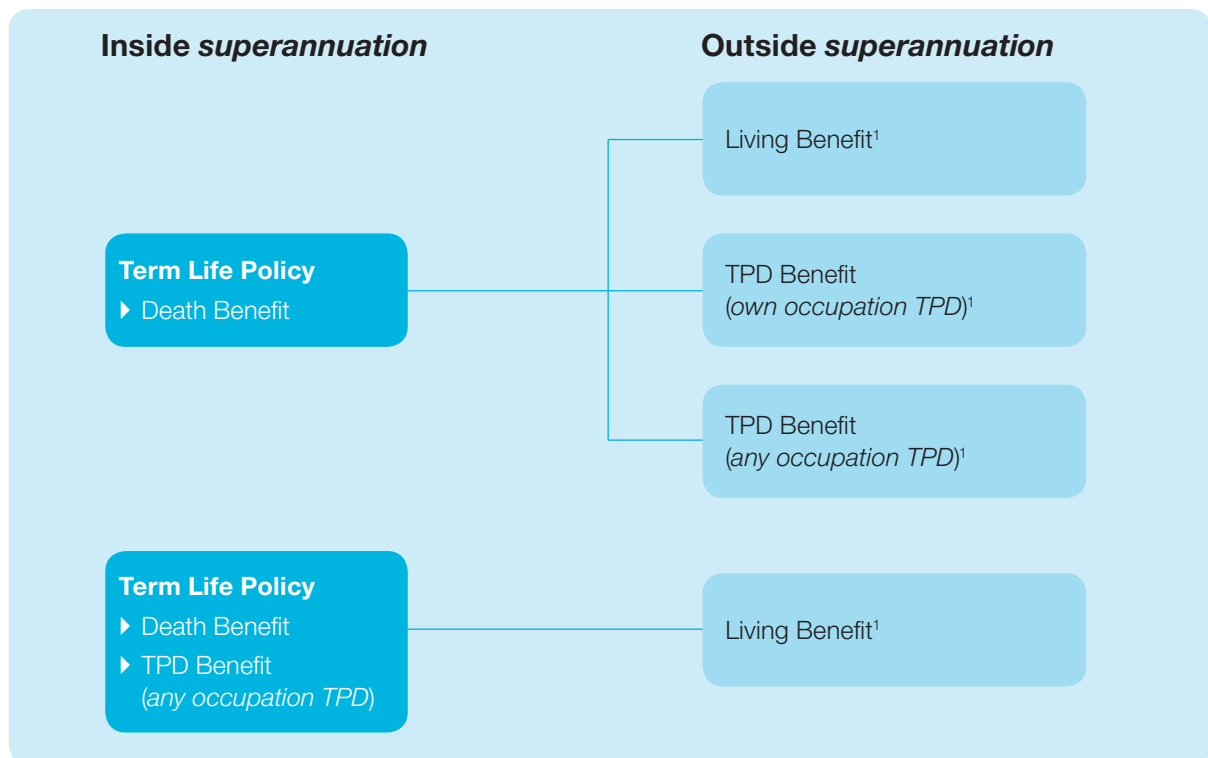 Inside superannuation
Outside superannuation
Living Benefit¹
Term Life Policy
Death Benefit
TPD Benefit
(own occupation TPD)¹
TPD Benefit
(any occupation TPD)¹
Term Life Policy
Death Benefit
TPD Benefit
(any occupation TPD)
Living Benefit¹